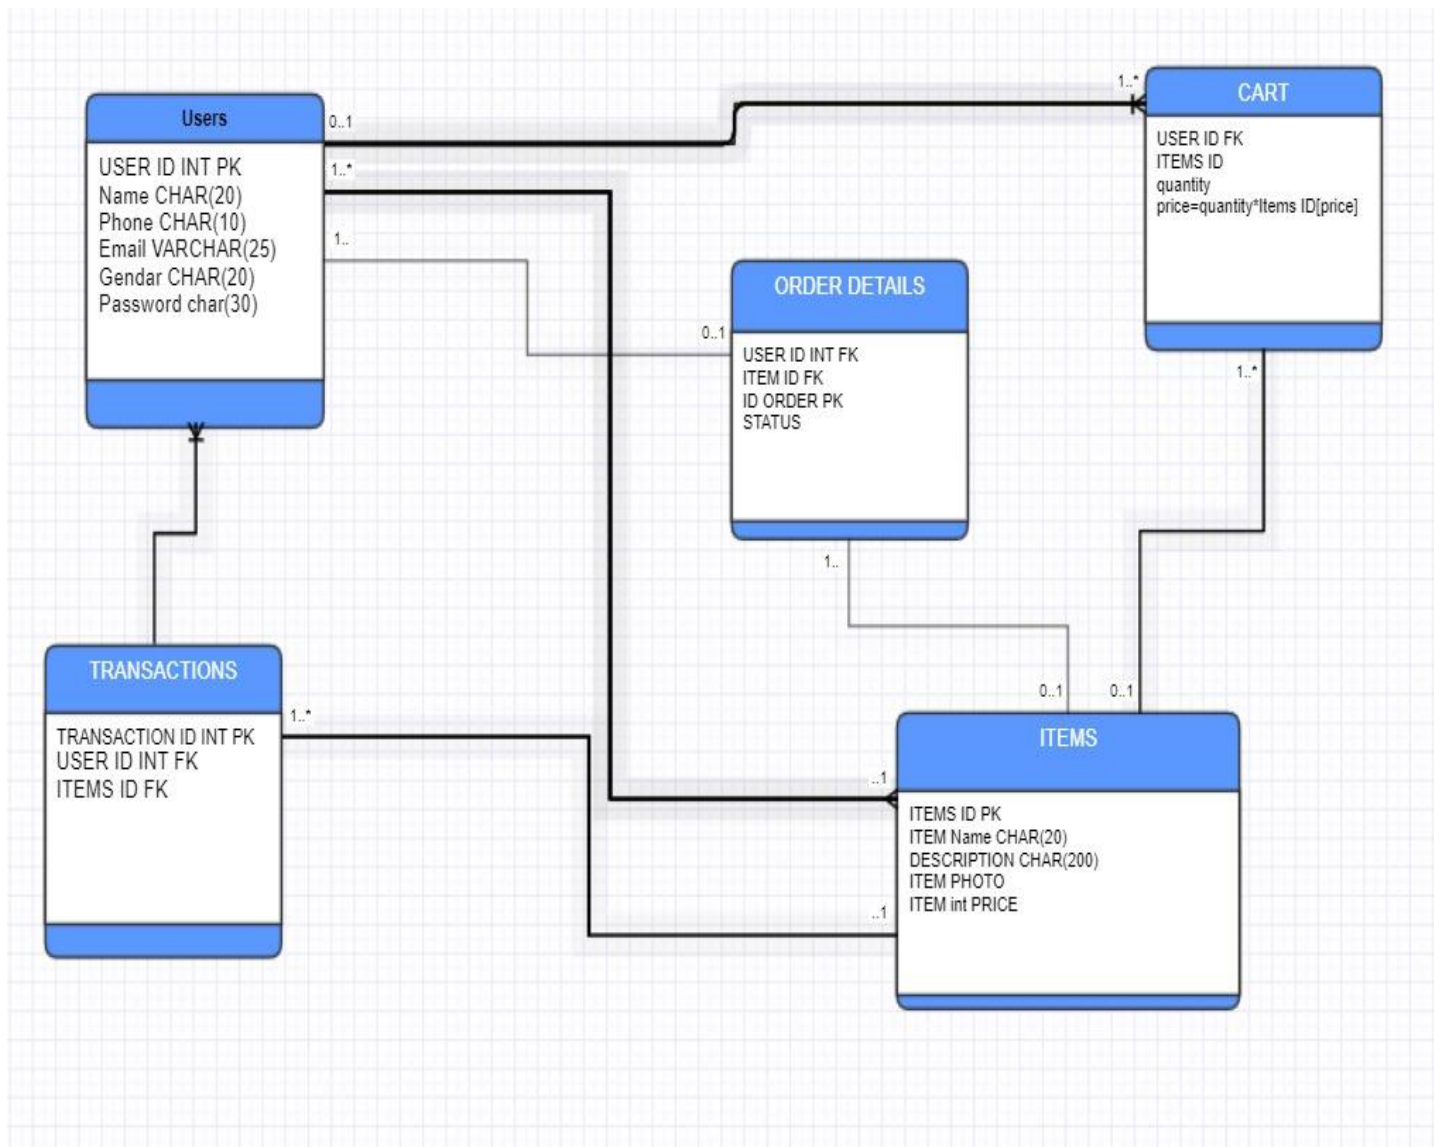 Users
USER ID INT PK
Name CHAR(20)
Phone CHAR(10)
Email VARCHAR(25)
Gendar CHAR(20)
Password char(30)
0..1
1..*
1..
1..*
CART
USER ID FK
ITEMS ID
quantity
price=quantity*Items ID[price]
1..*
0..1
ORDER DETAILS
USER ID INT FK
ITEM ID FK
ID ORDER PK
STATUS
1..
0..1
0..1
TRANSACTIONS
TRANSACTION ID INT PK
USER ID INT FK
ITEMS ID FK
1..*
..1
..1
ITEMS
ITEMS ID PK
ITEM Name CHAR(20)
DESCRIPTION CHAR(200)
ITEM PHOTO
ITEM int PRICE